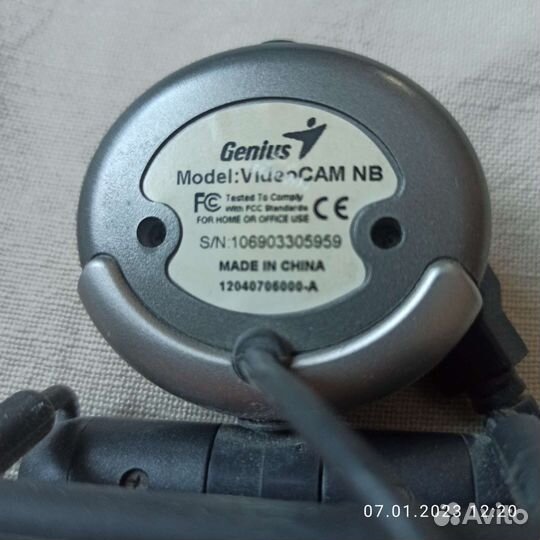 Genius
Model:VideoCAM NB
FC Tested To Comply
With FCC Standards
FOR HOME OR OFFICE USE
CE
S/N:106903305959
MADE IN CHINA
12040706000-A
07.01.2023 12:20
Avito